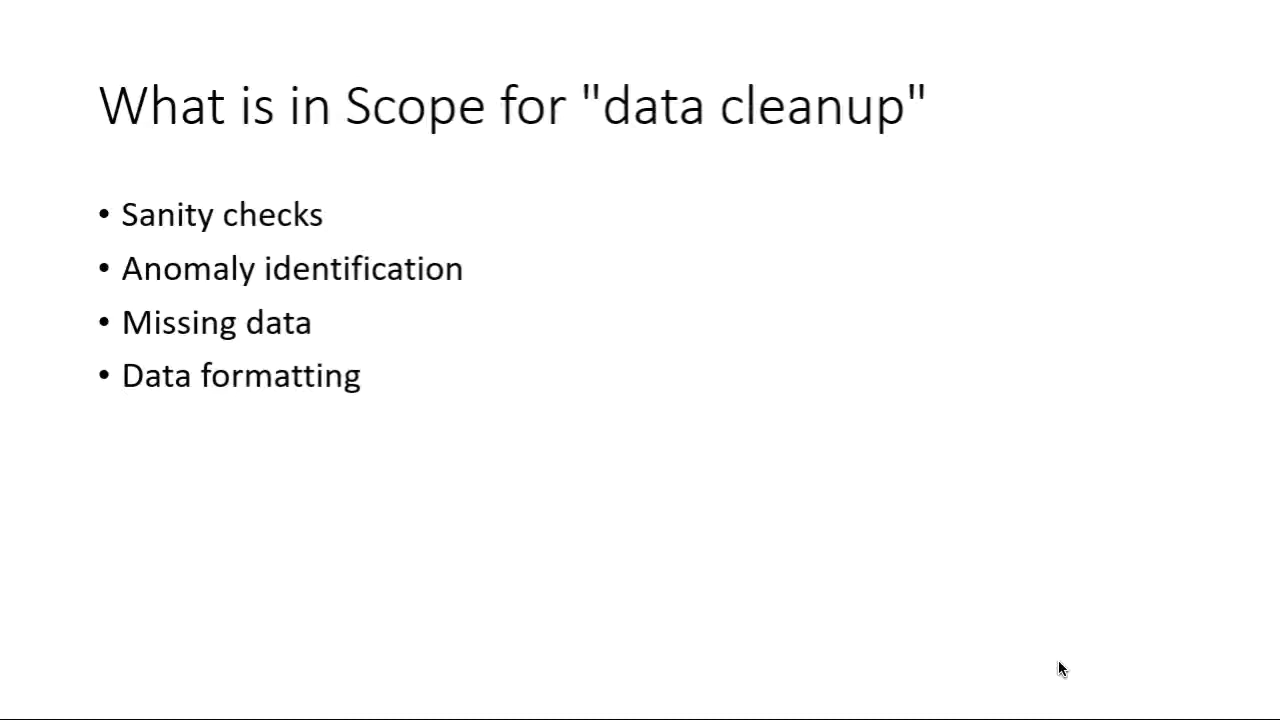 What is in Scope for "data cleanup"
• Sanity checks
• Anomaly identification
• Missing data
• Data formatting